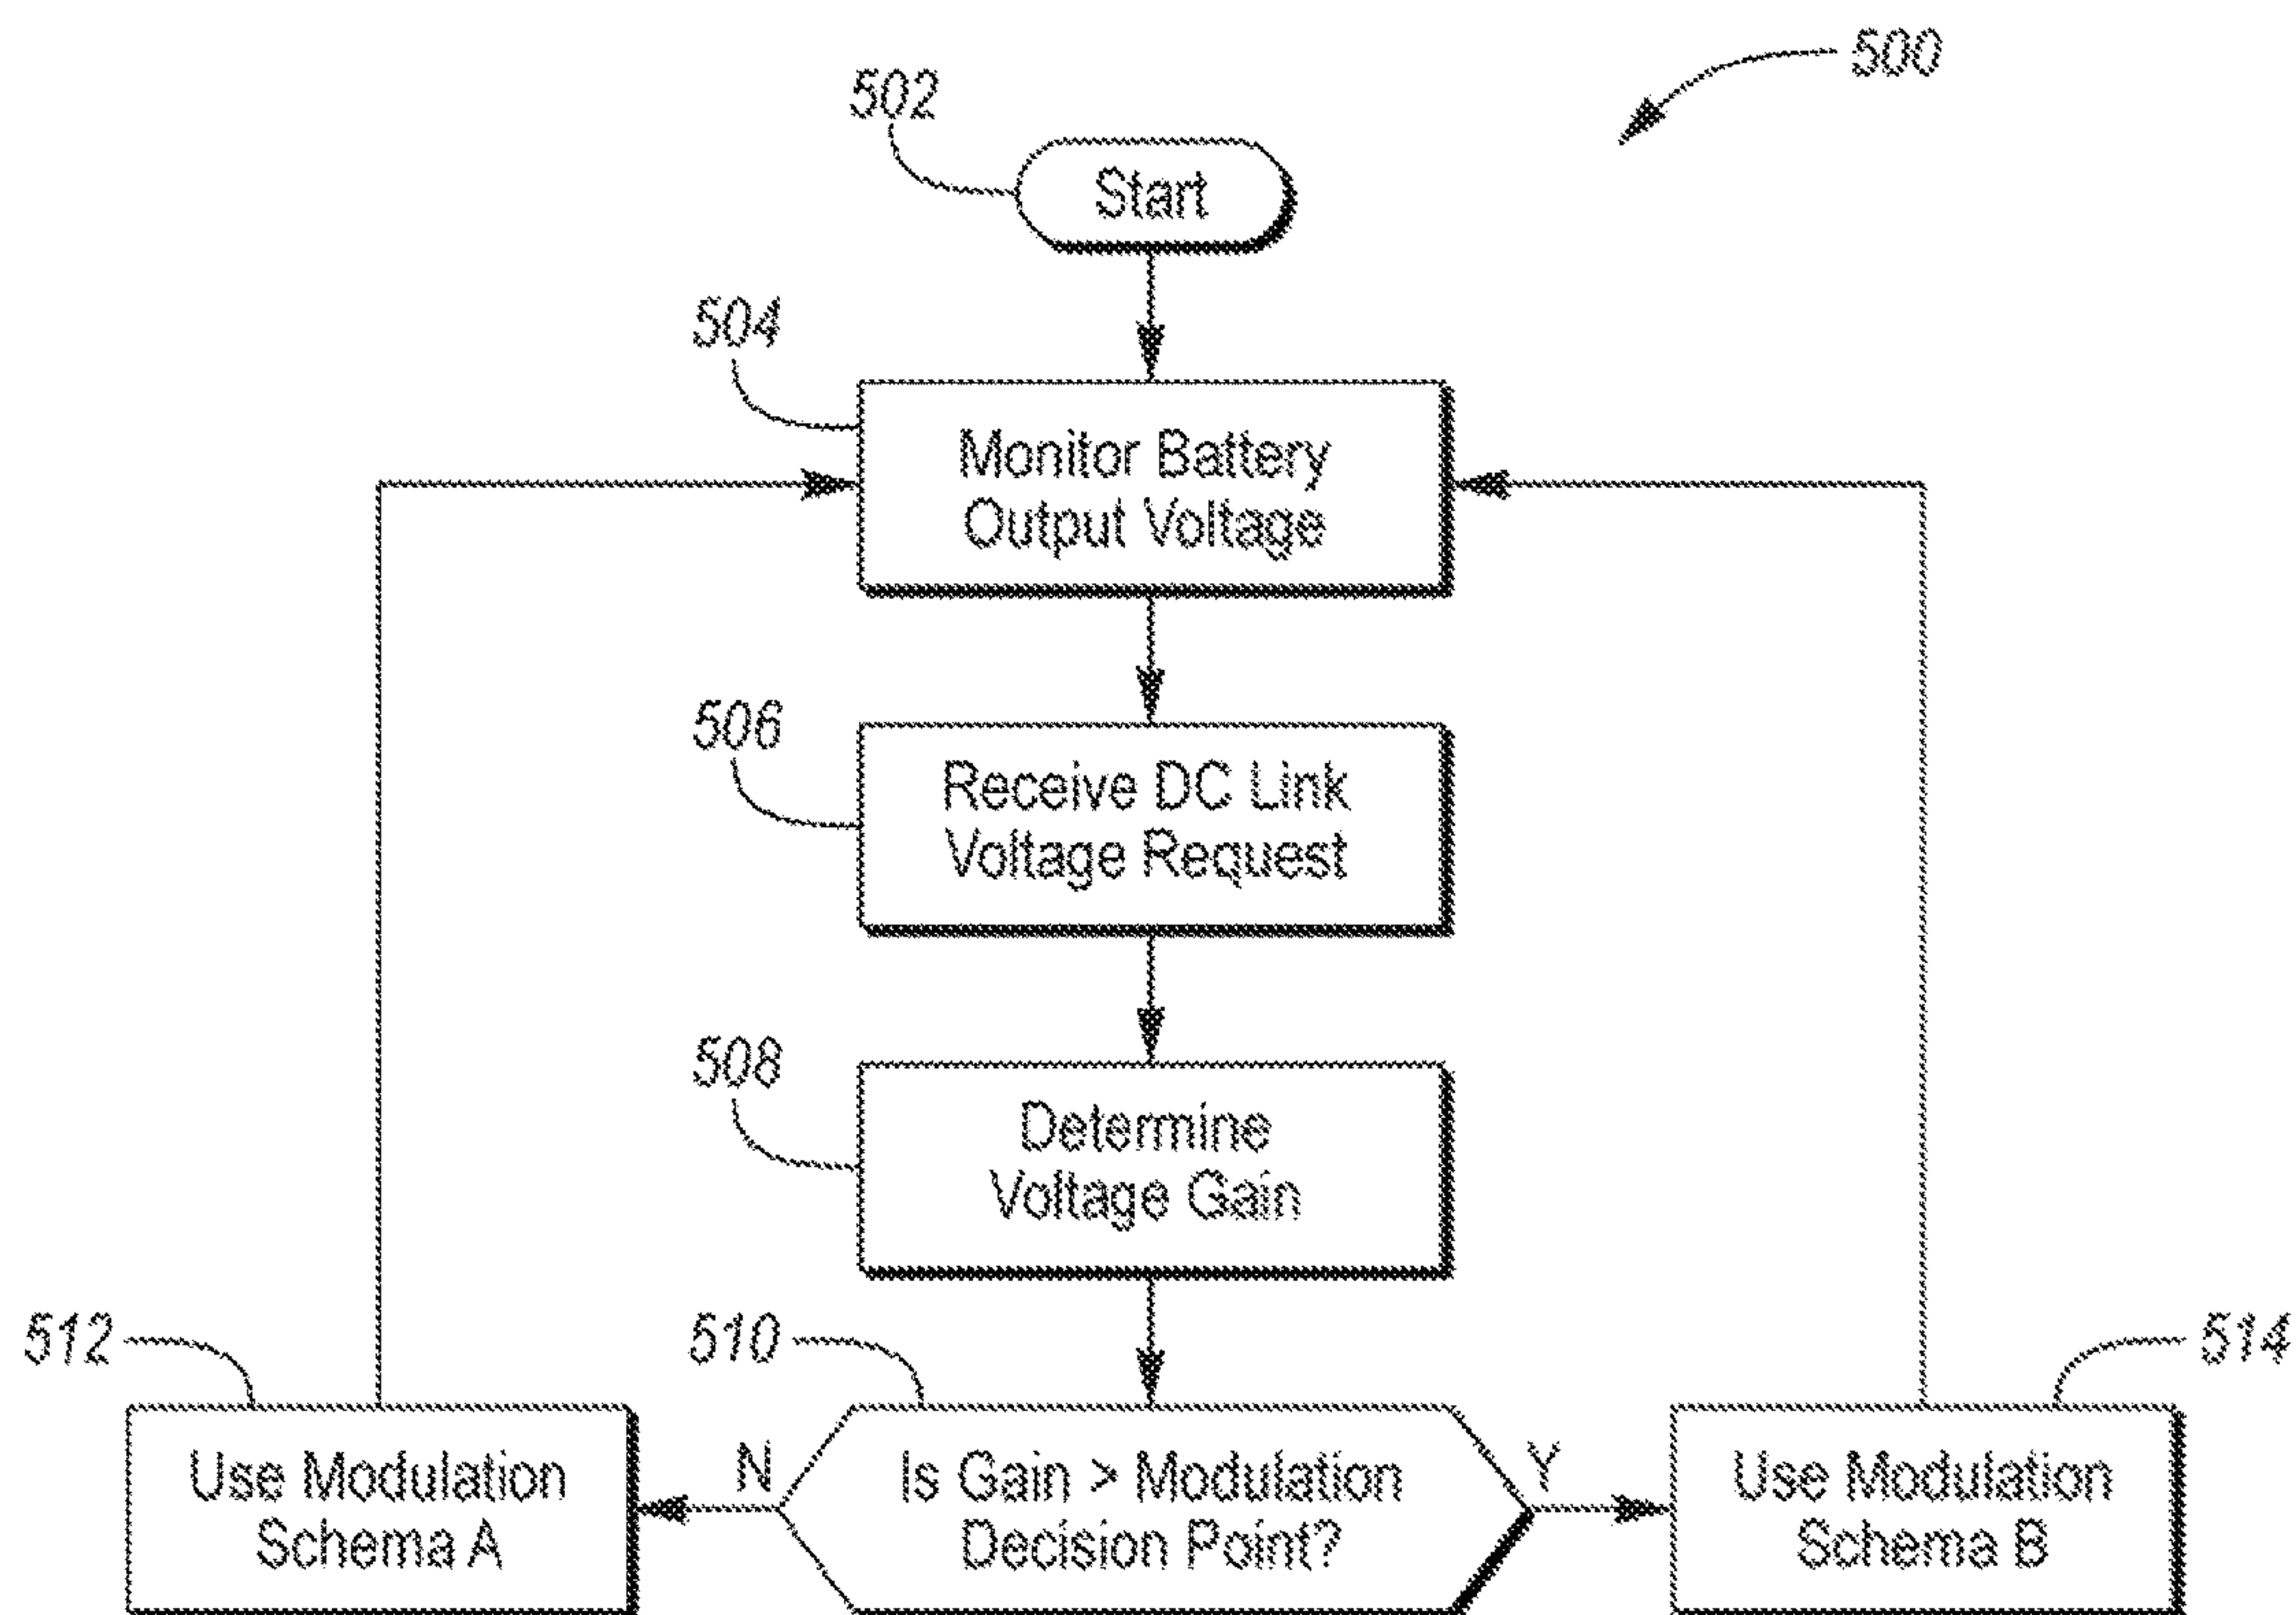 500
502
Start
504
Monitor Battery
Output Voltage
506
Receive DC Link
Voltage Request
508
Determine
Voltage Gain
512
510
514
Use Modulation
Schema A
N
Is Gain > Modulation
Decision Point?
Y
Use Modulation
Schema B